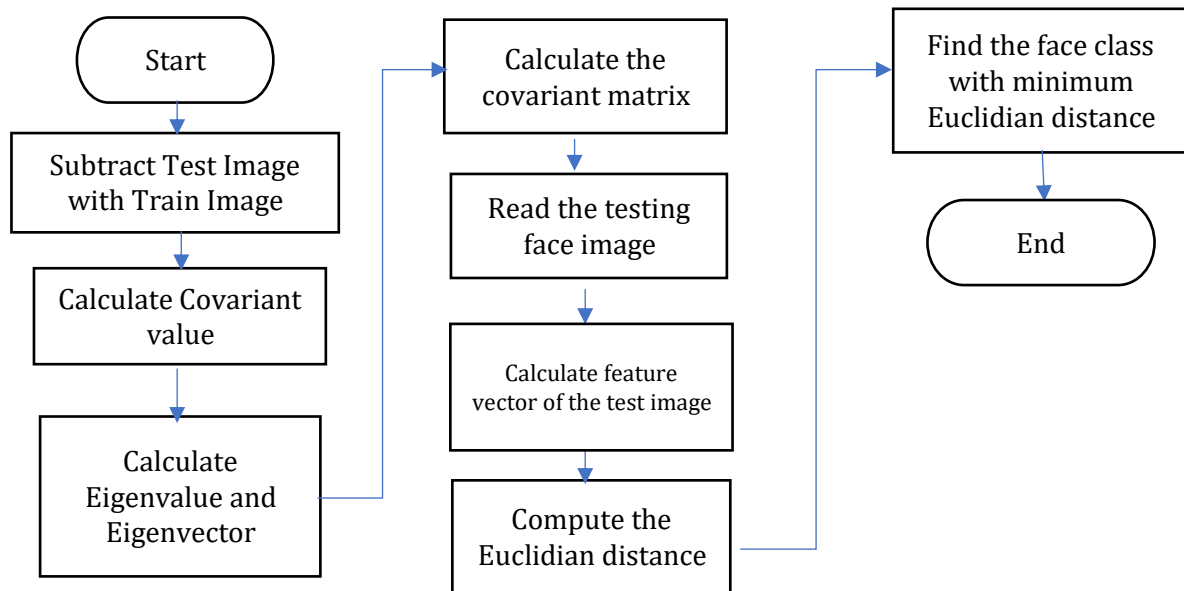 Start
Subtract Test Image
with Train Image
Calculate Covariant
value
Calculate
Eigenvalue and
Eigenvector
Calculate the
covariant matrix
Read the testing
face image
Calculate feature
vector of the test image
Compute the
Euclidian distance
Find the face class
with minimum
Euclidian distance
End